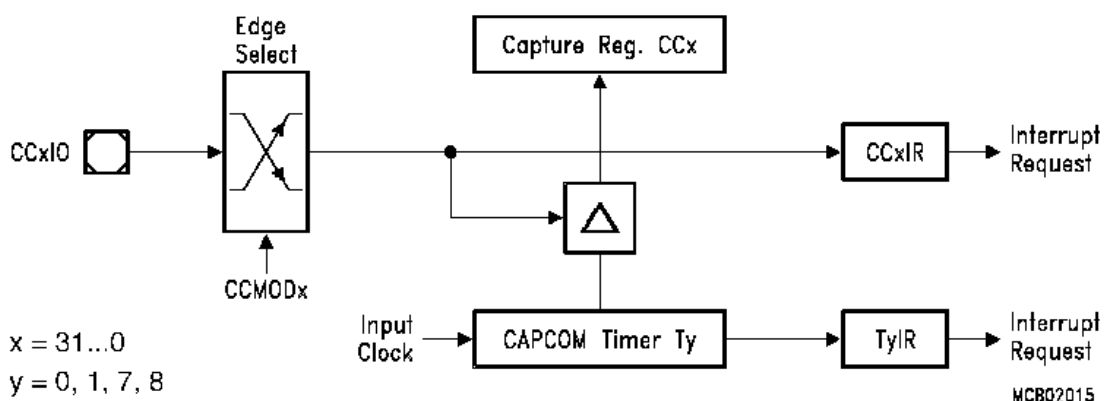 Edge
Select
Capture Reg. CCx
CCxIO
CCxIR
Interrupt
Request
CCMODx
Input
Clock
CAPCOM Timer Ty
TyIR
Interrupt
Request
x = 31...0
y = 0, 1, 7, 8
MCB02015